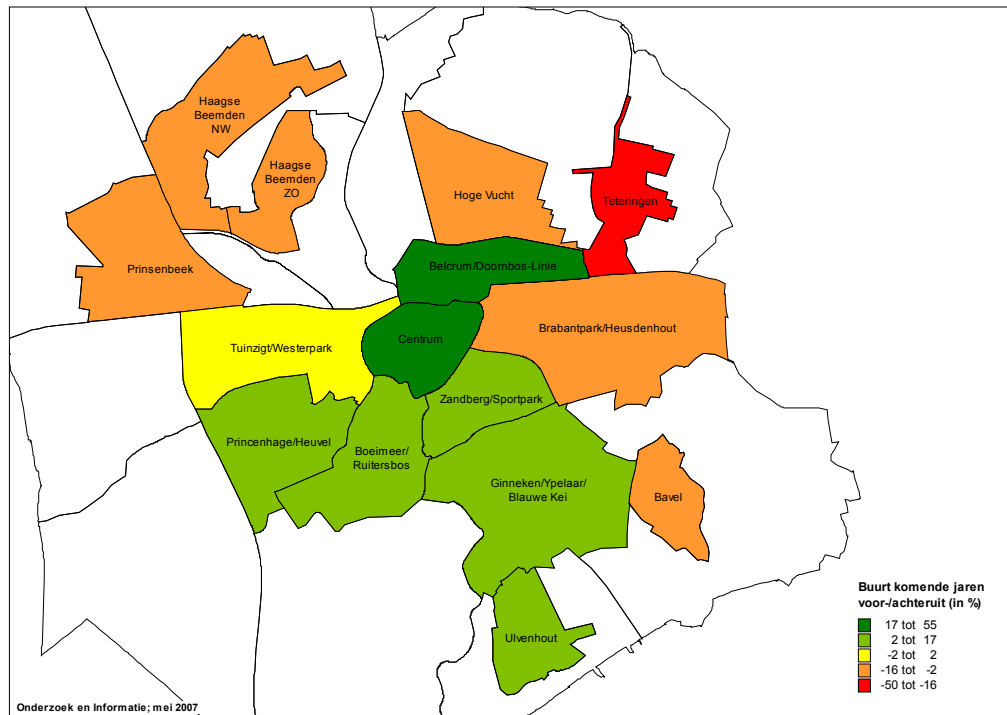 Haagse
Beemden
NW
Haagse
Beemden
ZO
Hoge Vucht
Teteringen
Prinsenbeek
Belcrum/Doornbos-Linie
Brabantpark/Heusdenhout
Tuinzigt/Westerpark
Centrum
Zandberg/Sportpark
Princenhage/Heuvel
Boeimeer/
Ruitersbos
Ginneken/Ypelaar/
Blauwe Kei
Bavel
Ulvenhout
Buurt komende jaren
voor-/achteruit (in %)
17 tot 55
2 tot 17
-2 tot 2
-16 tot -2
-50 tot -16
Onderzoek en Informatie; mei 2007